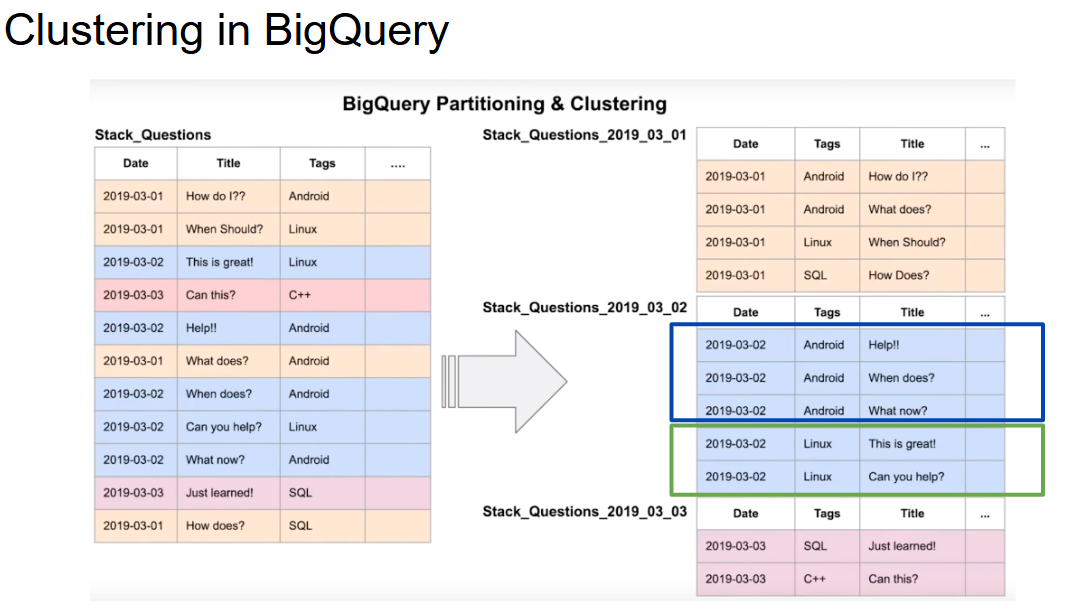 Clustering in BigQuery
BigQuery Partitioning & Clustering
Stack_Questions
Date Title Tags ....
2019-03-01 How do I?? Android
2019-03-01 When Should? Linux
2019-03-02 This is great! Linux
2019-03-03 Can this? C++
2019-03-02 Help!! Android
2019-03-01 What does? Android
2019-03-02 When does? Android
2019-03-02 Can you help? Linux
2019-03-02 What now? Android
2019-03-03 Just learned! SQL
2019-03-01 How does? SQL
Stack_Questions_2019_03_01
Date Tags Title ...
2019-03-01 Android How do I??
2019-03-01 Android What does?
2019-03-01 Linux When Should?
2019-03-01 SQL How Does?
Stack_Questions_2019_03_02
Date Tags Title ...
2019-03-02 Android Help!!
2019-03-02 Android When does?
2019-03-02 Android What now?
2019-03-02 Linux This is great!
2019-03-02 Linux Can you help?
Stack_Questions_2019_03_03
Date Tags Title ...
2019-03-03 SQL Just learned!
2019-03-03 C++ Can this?